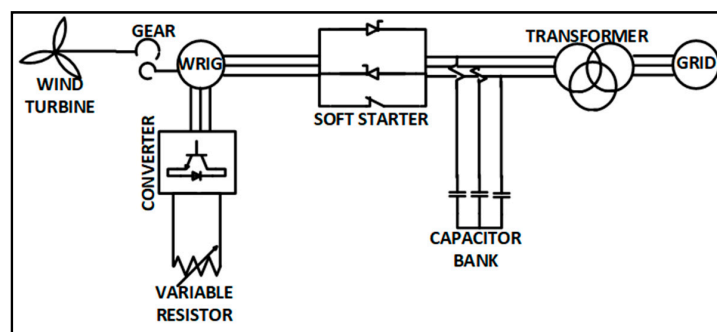 GEAR
WIND
TURBINE
WRIG
SOFT STARTER
TRANSFORMER
GRID
CONVERTER
CAPACITOR
BANK
VARIABLE
RESISTOR